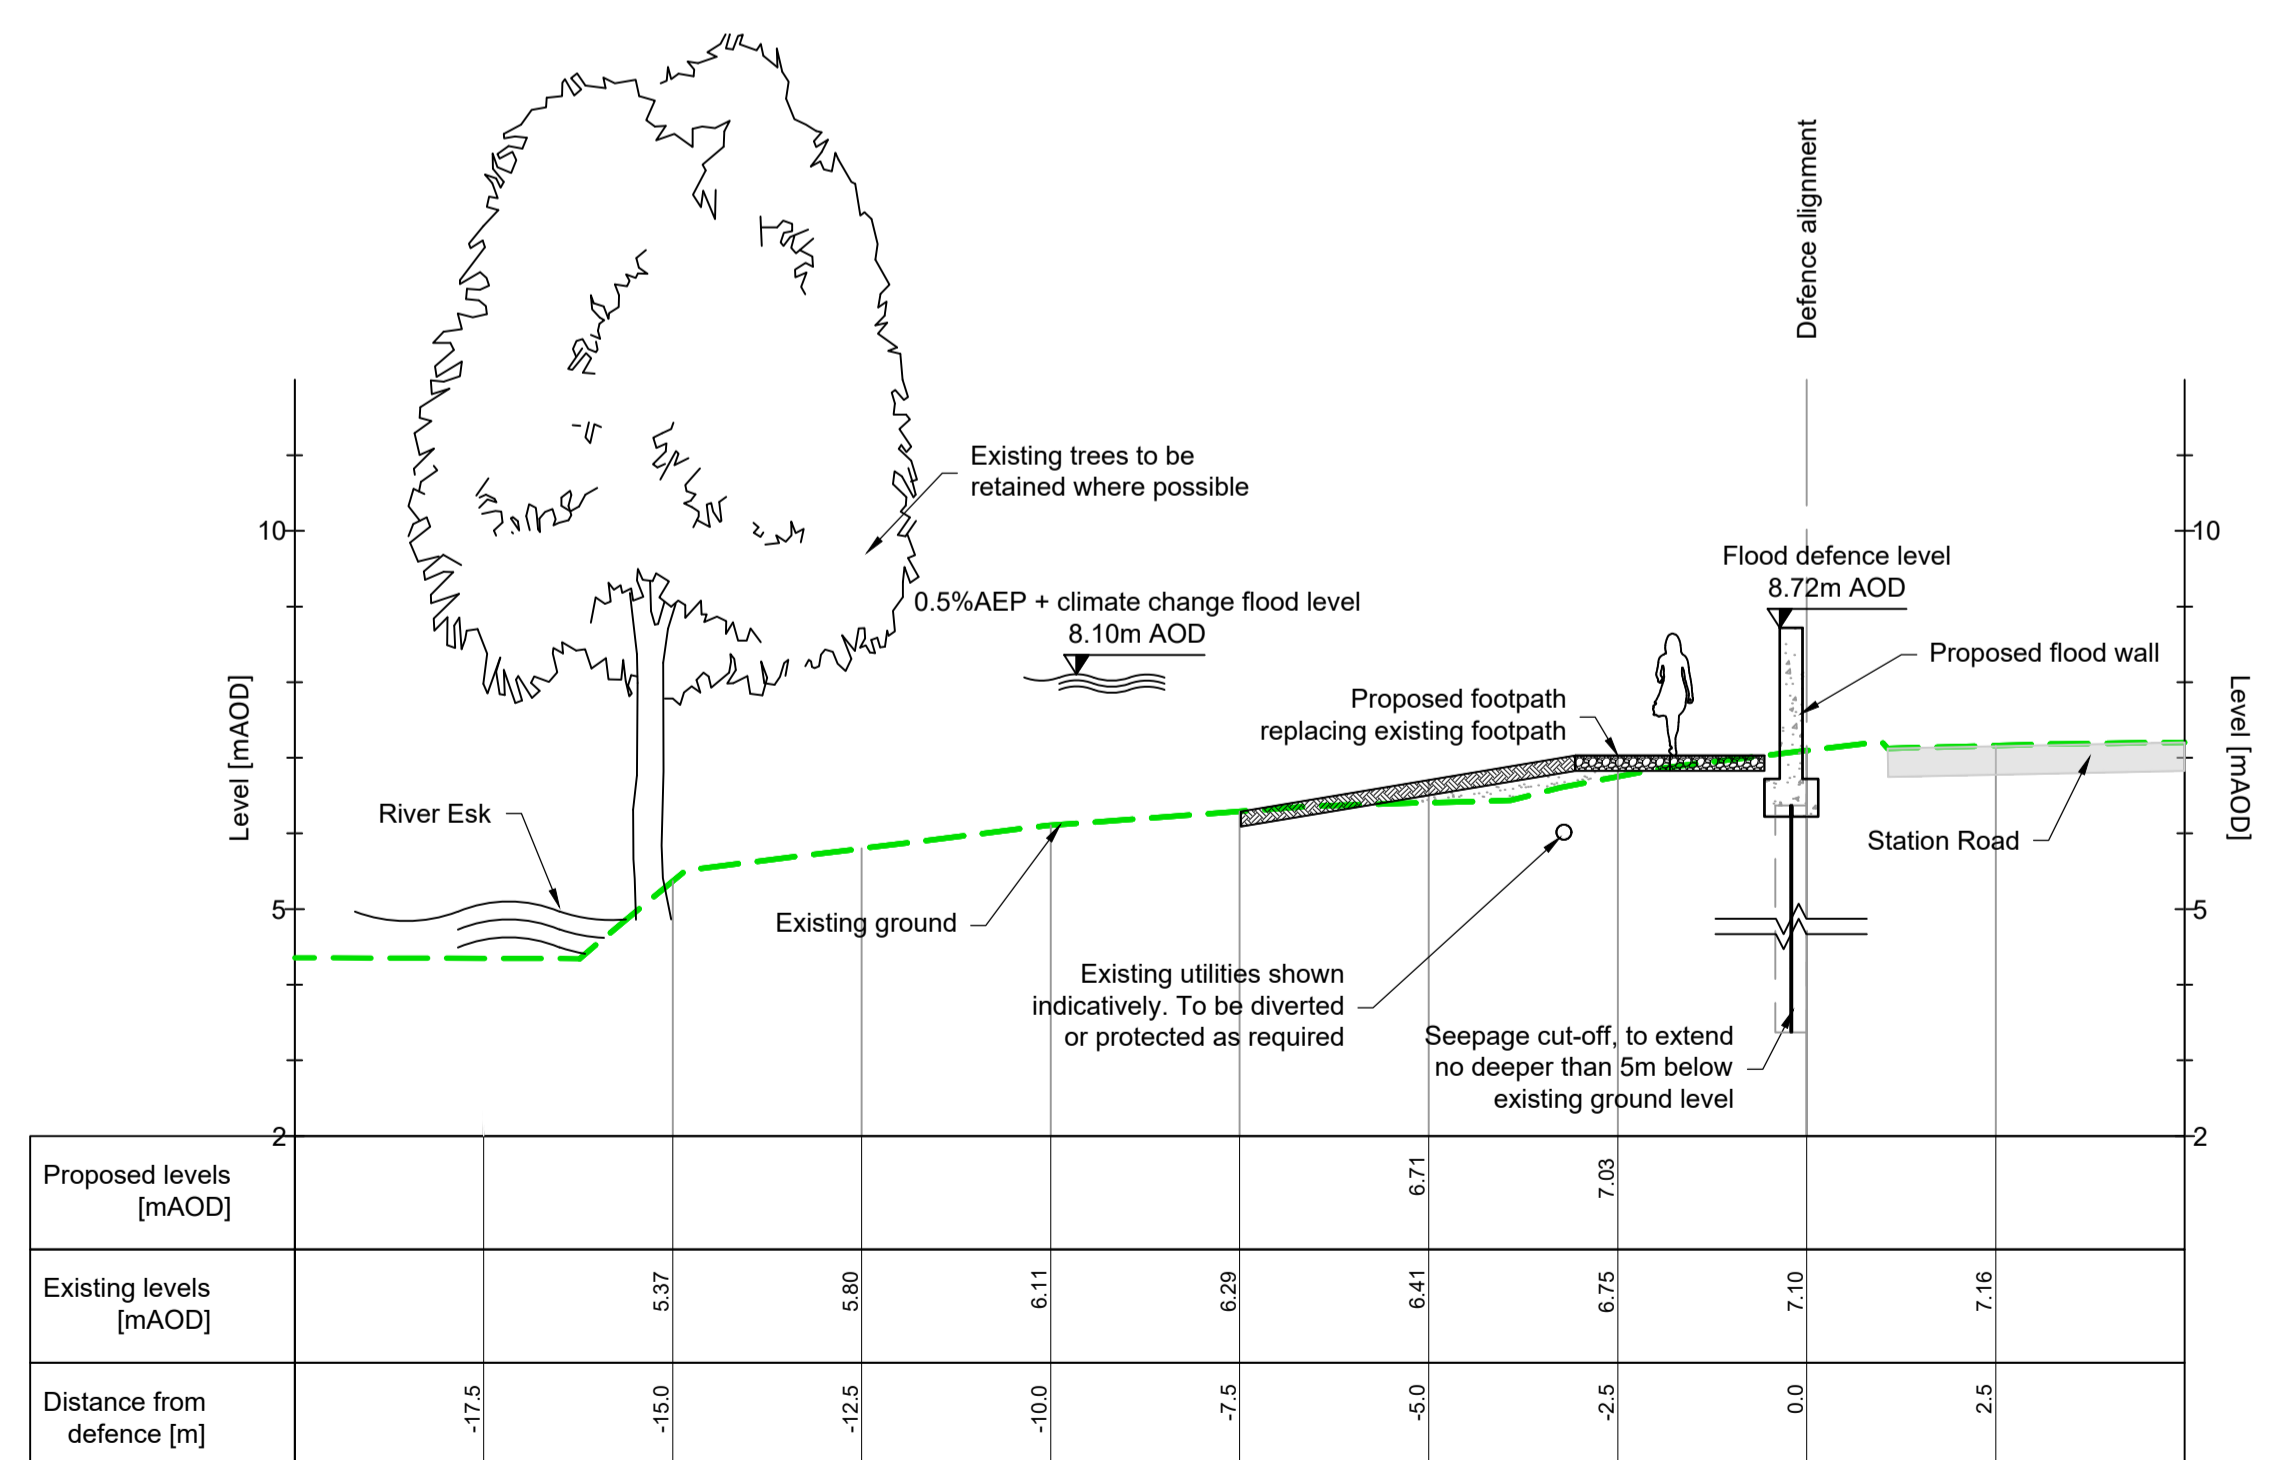 Defence alignment
Existing trees to be
retained where possible
10
10
Flood defence level
8.72m AOD
0.5%AEP + climate change flood level
8.10m AOD
Proposed flood wall
Proposed footpath
replacing existing footpath
Level [mAOD]
Level [mAOD]
River Esk
Station Road
5
5
Existing ground
Existing utilities shown
indicatively. To be diverted
or protected as required
Seepage cut-off, to extend
no deeper than 5m below
existing ground level
2
2
Proposed levels
[mAOD]
6.71
7.03
Existing levels
[mAOD]
5.37
5.80
6.11
6.29
6.41
6.75
7.10
7.16
Distance from
defence [m]
-17.5
-15.0
-12.5
-10.0
-7.5
-5.0
-2.5
0.0
2.5